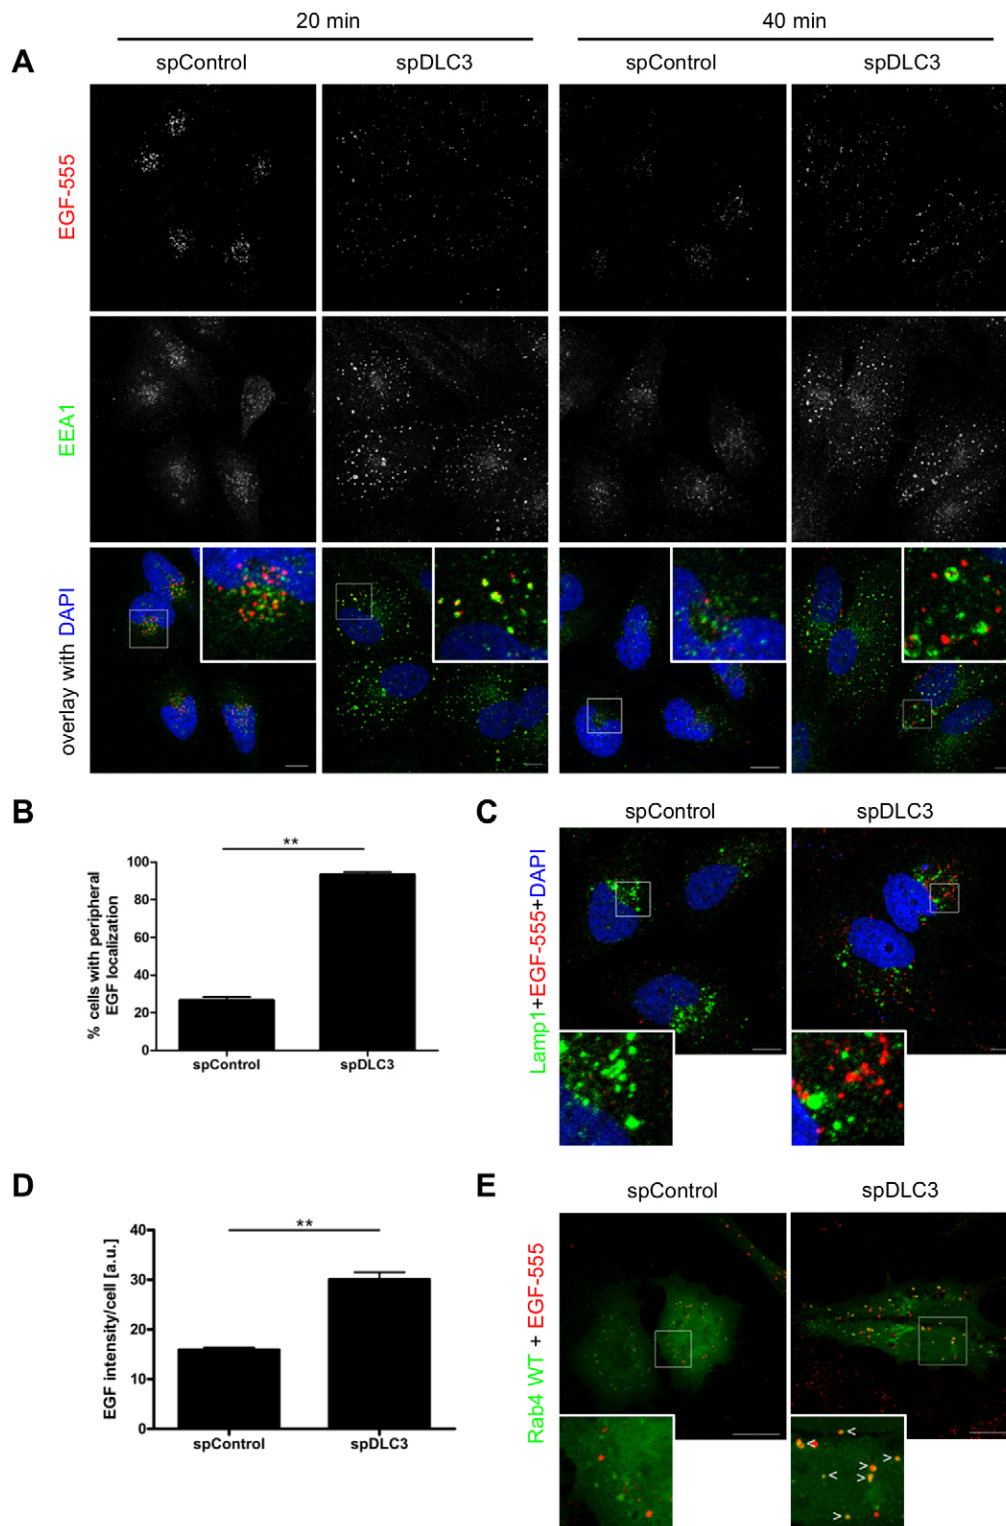 20 min
40 min
A
spControl
spDLC3
spControl
spDLC3
EGF-555
EEA1
overlay with DAPI
B
**
% cells with peripheral
EGF localization
100
80
60
40
20
0
spControl
spDLC3
C
spControl
spDLC3
Lamp1+EGF-555+DAPI
D
**
EGF intensity/cell [a.u.]
40
30
20
10
0
spControl
spDLC3
E
spControl
spDLC3
Rab4 WT + EGF-555